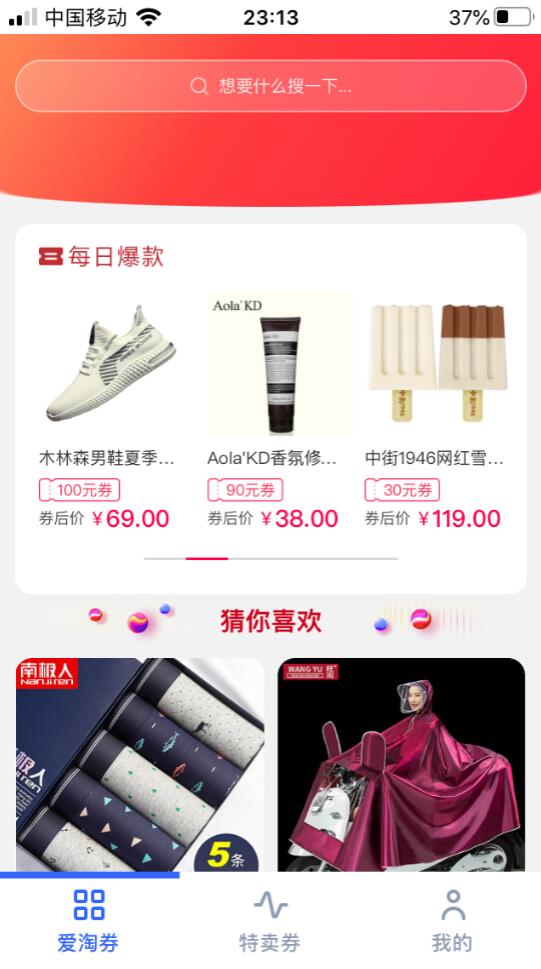 中国移动 23:13 37%
想要什么搜一下...
每日爆款
Aola'KD
木林森男鞋夏季... Aola'KD香氛修... 中街1946网红雪...
100元券 90元券 30元券
券后价 ¥69.00 券后价 ¥38.00 券后价 ¥119.00
猜你喜欢
南极人
NanJiren
WANG YU 旺雨
5条
爱淘券 特卖券 我的